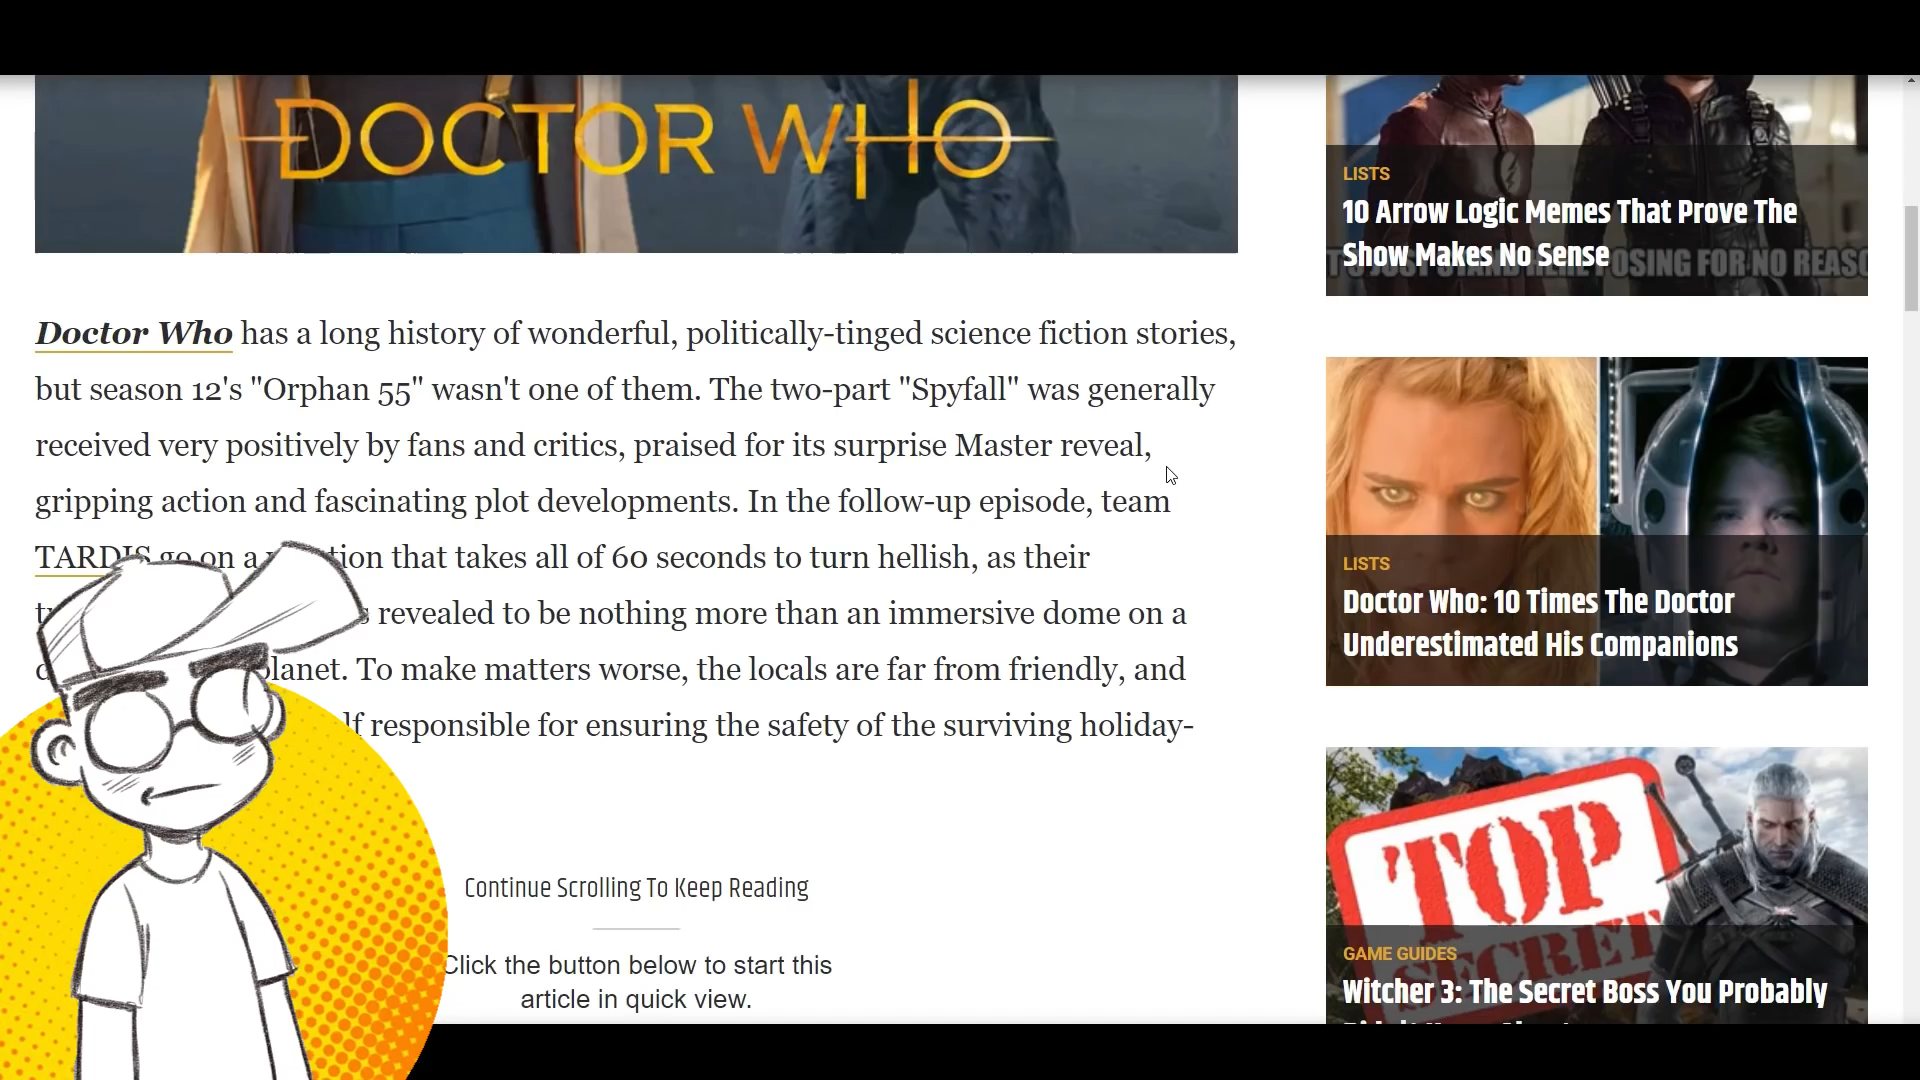 DOCTOR WHO
Doctor Who has a long history of wonderful, politically-tinged science fiction stories,
but season 12's "Orphan 55" wasn't one of them. The two-part "Spyfall" was generally
received very positively by fans and critics, praised for its surprise Master reveal,
gripping action and fascinating plot developments. In the follow-up episode, team
TARDIS go on a that takes all of 60 seconds to turn hellish, as their
revealed to be nothing more than an immersive dome on a
planet. To make matters worse, the locals are far from friendly, and
responsible for ensuring the safety of the surviving holiday-
Continue Scrolling To Keep Reading
Click the button below to start this
article in quick view.
LISTS
10 Arrow Logic Memes That Prove The
Show Makes No Sense
POSING FOR NO REASO
LISTS
Doctor Who: 10 Times The Doctor
Underestimated His Companions
TOP
SECRET
GAME GUIDES
Witcher 3: The Secret Boss You Probably